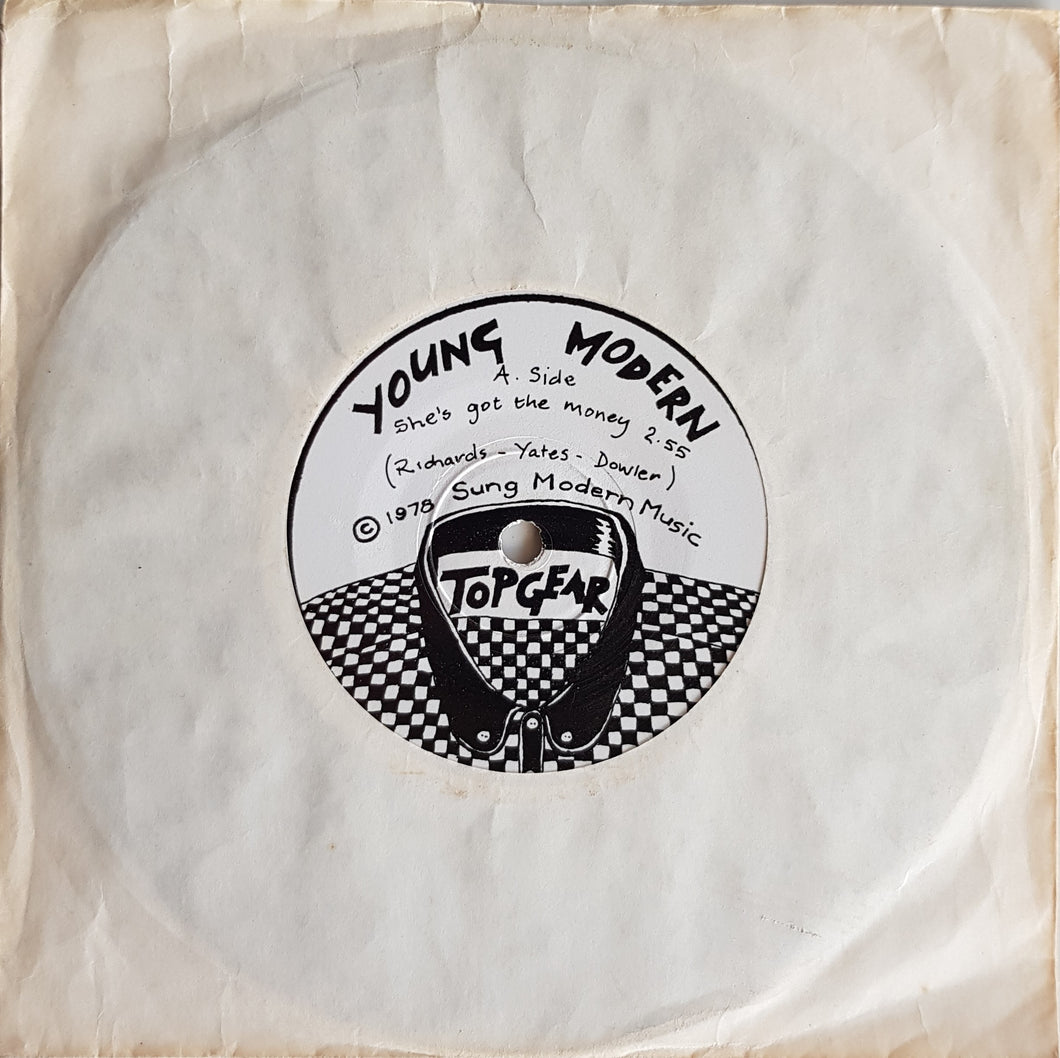 YOUNG MODERN
A. Side
She's got the money 2.55
(Richards - Yates - Dowler)
© 1978 Sung Modern Music
TOPGEAR